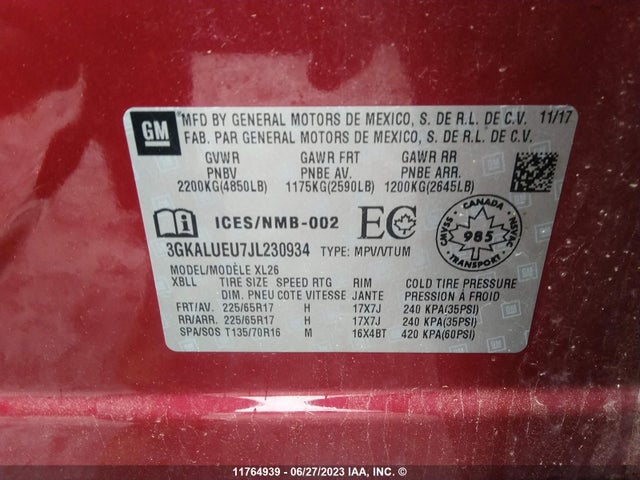 GM
MFD BY GENERAL MOTORS DE MEXICO, S. DE R.L. DE C.V. 11/17
FAB. PAR GENERAL MOTORS DE MEXICO, S. DE R.L. DE C.V.
GVWR GAWR FRT GAWR RR
PNBV PNBE AV. PNBE ARR.
2200KG(4850LB) 1175KG(2590LB) 1200KG(2645LB)
ICES/NMB-002 EC
CANADA
CMVSS 985 NSVAC
TRANSPORT
3GKALUEU7JL230934 TYPE: MPV/VTUM
MODEL/MODÈLE XL26
XBLL TIRE SIZE SPEED RTG RIM COLD TIRE PRESSURE
DIM. PNEU COTE VITESSE JANTE PRESSION À FROID
FRT/AV. 225/65R17 H 17X7J 240 KPA(35PSI)
RR/ARR. 225/65R17 H 17X7J 240 KPA(35PSI)
SPA/SOS T135/70R16 M 16X4BT 420 KPA(60PSI)
11764939 - 06/27/2023 IAA, INC. ©